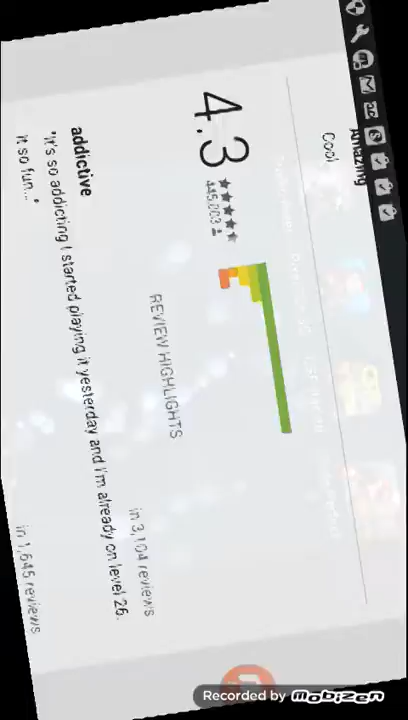 Amazing
Cool
4.3
445,003
REVIEW HIGHLIGHTS
in 3,104 reviews
"It's so addicting I started playing it yesterday and I'm already on level 26.
addictive
in 1,645 reviews
it so fun..."
Recorded by mobizen